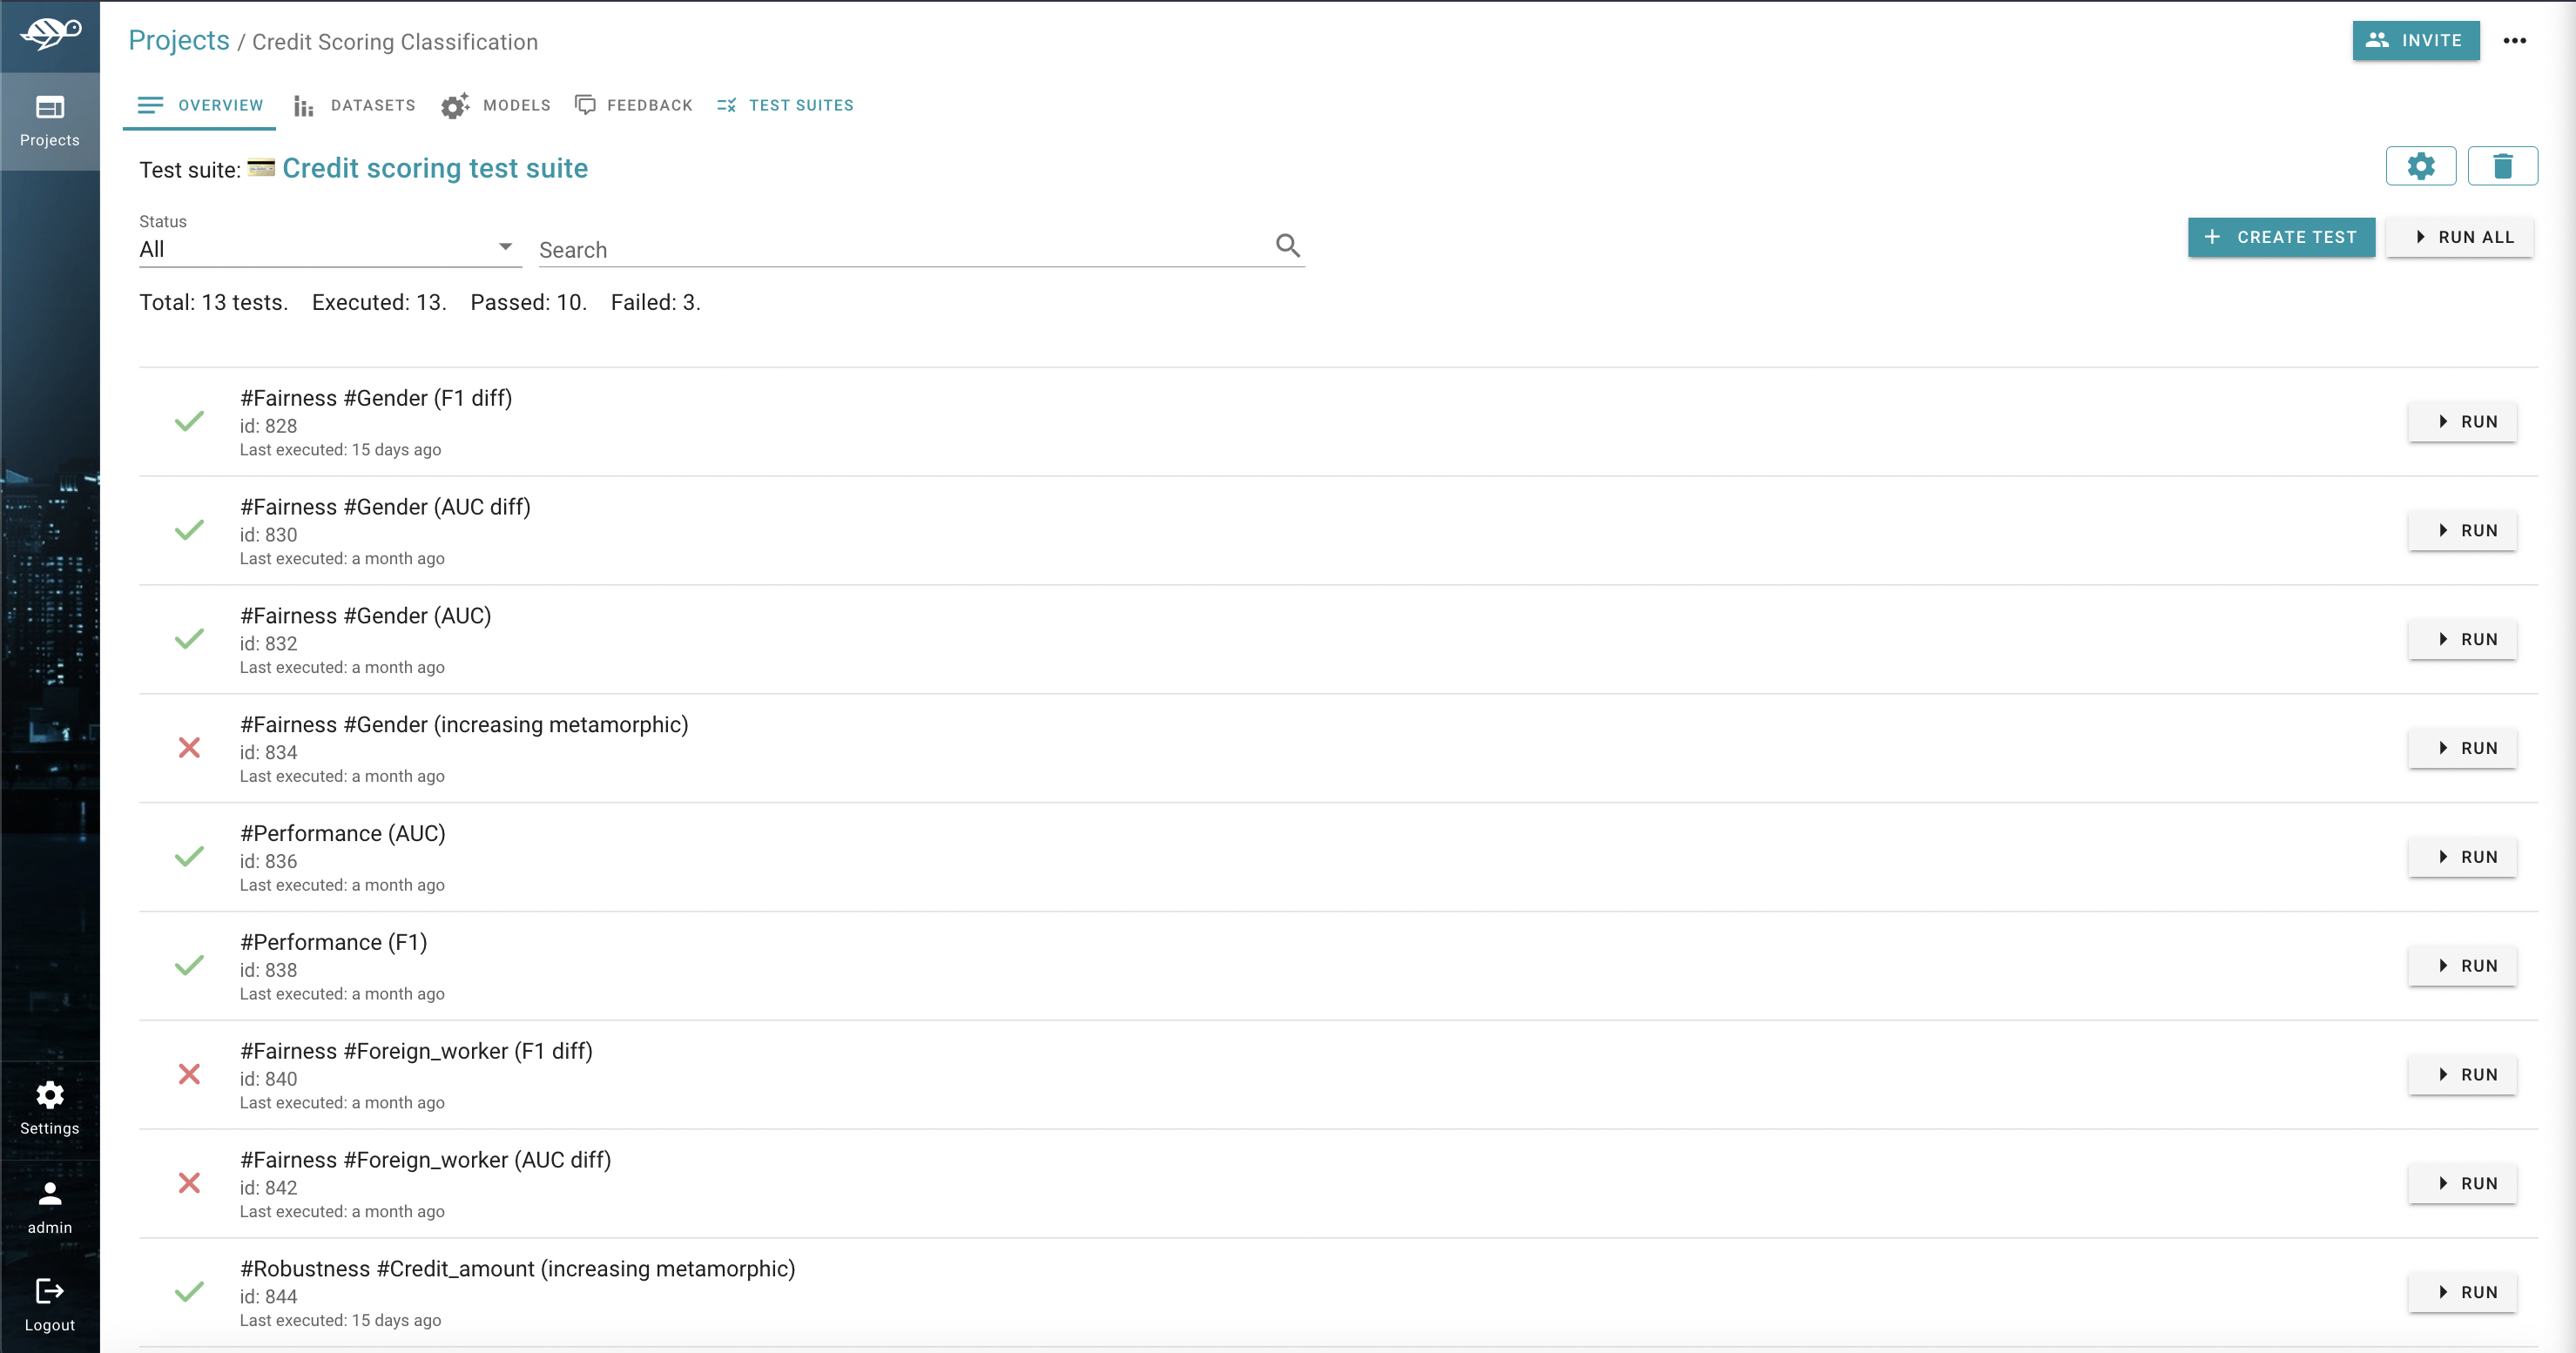 Projects / Credit Scoring Classification
INVITE
Projects
OVERVIEW DATASETS MODELS FEEDBACK TEST SUITES
Test suite: Credit scoring test suite
Status
All
Search
CREATE TEST
RUN ALL
Total: 13 tests. Executed: 13. Passed: 10. Failed: 3.
#Fairness #Gender (F1 diff)
id: 828
Last executed: 15 days ago
RUN
#Fairness #Gender (AUC diff)
id: 830
Last executed: a month ago
RUN
#Fairness #Gender (AUC)
id: 832
Last executed: a month ago
RUN
#Fairness #Gender (increasing metamorphic)
id: 834
Last executed: a month ago
RUN
#Performance (AUC)
id: 836
Last executed: a month ago
RUN
#Performance (F1)
id: 838
Last executed: a month ago
RUN
#Fairness #Foreign_worker (F1 diff)
id: 840
Last executed: a month ago
RUN
#Fairness #Foreign_worker (AUC diff)
id: 842
Last executed: a month ago
RUN
#Robustness #Credit_amount (increasing metamorphic)
id: 844
Last executed: 15 days ago
RUN
Settings
admin
Logout